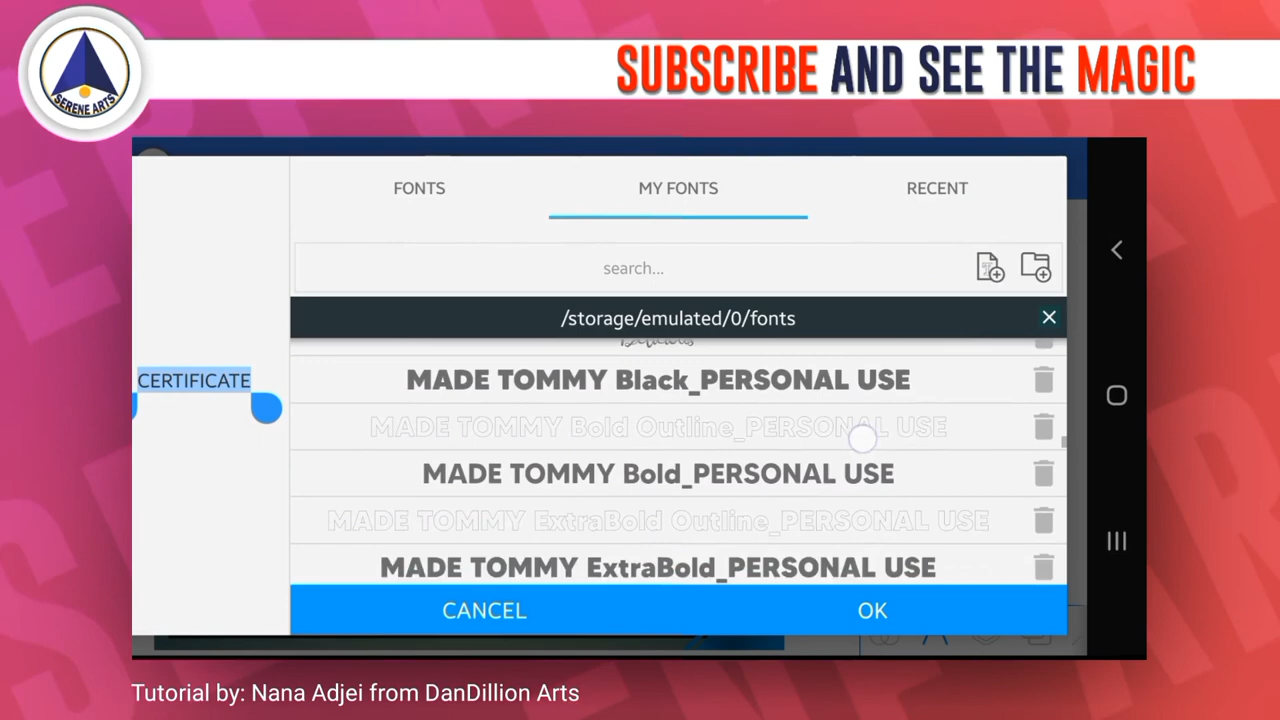 SERENE ARTS
SUBSCRIBE AND SEE THE MAGIC
FONTS
MY FONTS
RECENT
search...
/storage/emulated/0/fonts
CERTIFICATE
MADE TOMMY Black_PERSONAL USE
MADE TOMMY Bold Outline_PERSONAL USE
MADE TOMMY Bold_PERSONAL USE
MADE TOMMY ExtraBold Outline_PERSONAL USE
MADE TOMMY ExtraBold_PERSONAL USE
CANCEL
OK
Tutorial by: Nana Adjei from DanDillion Arts